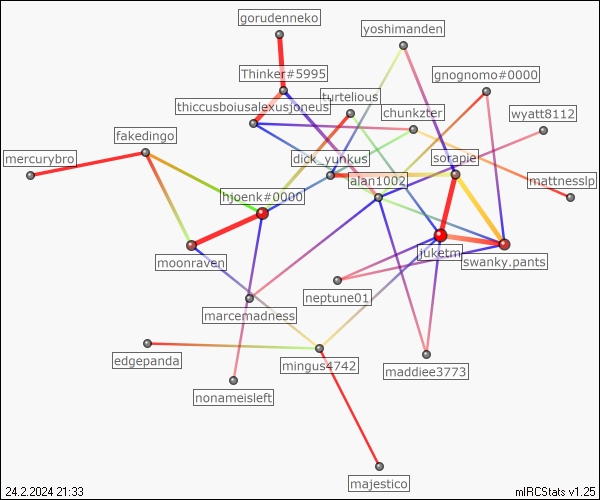 gorudenneko
yoshimanden
Thinker#5995
gnognomo#0000
turtelious
thiccusboiusalexusjoneus
chunkzter
wyatt8112
fakedingo
mercurybro
dick_yunkus
sorapie
alan1002
mattnesslp
hjoenk#0000
juketm
moonraven
swanky.pants
neptune01
marcemadness
edgepanda
mingus4742
maddiee3773
nonameisleft
majestico
24.2.2024 21:33
mIRCStats v1.25